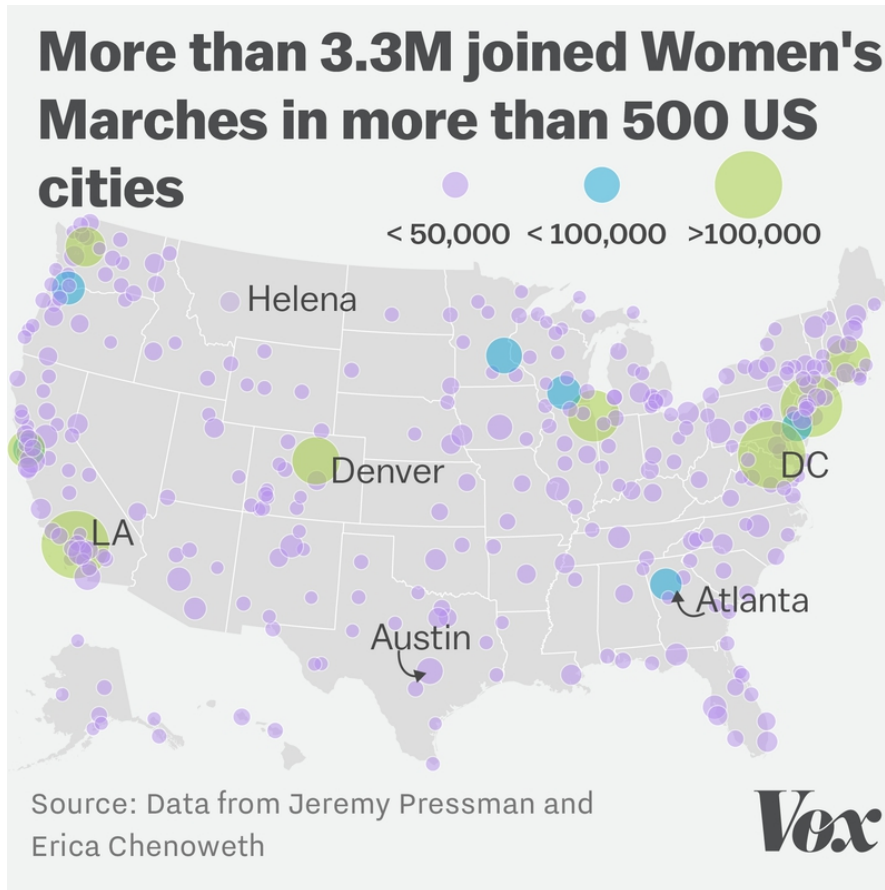 More than 3.3M joined Women's
Marches in more than 500 US
cities
< 50,000 < 100,000 >100,000
Helena
Denver
DC
LA
Atlanta
Austin
Source: Data from Jeremy Pressman and
Erica Chenoweth
Vox